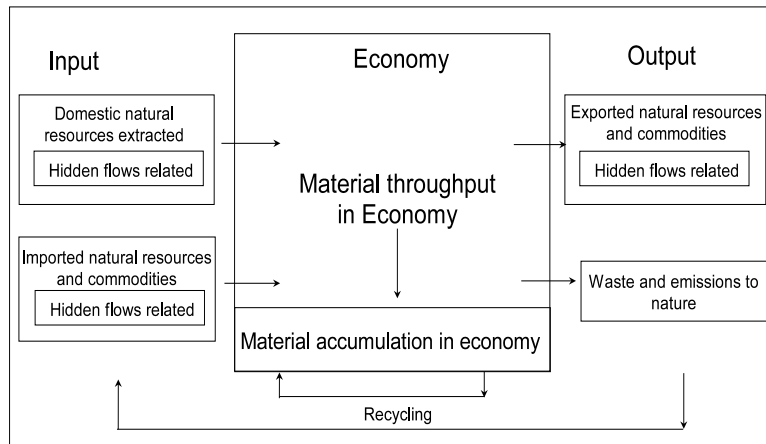 Input
Economy
Output
Domestic natural
resources extracted
Hidden flows related
Imported natural resources
and commodities
Hidden flows related
Material throughput
in Economy
Material accumulation in economy
Exported natural resources
and commodities
Hidden flows related
Waste and emissions to
nature
Recycling